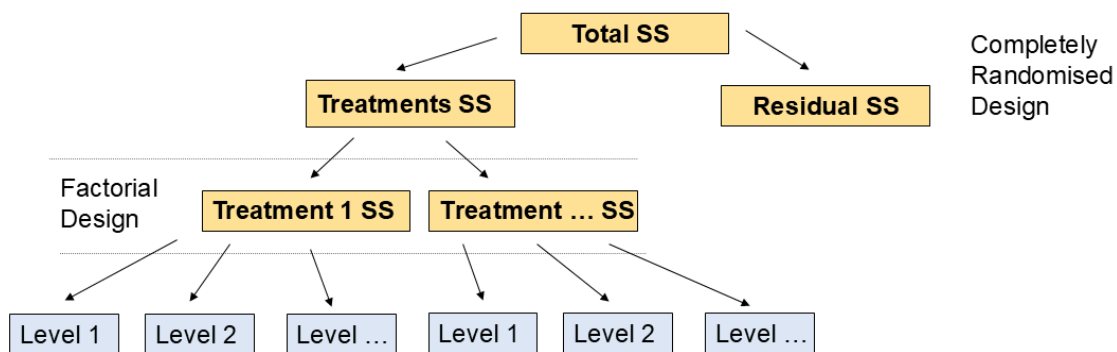 Total SS
Completely
Randomised
Design
Treatments SS
Residual SS
Factorial
Design
Treatment 1 SS
Treatment … SS
Level 1
Level 2
Level …
Level 1
Level 2
Level …